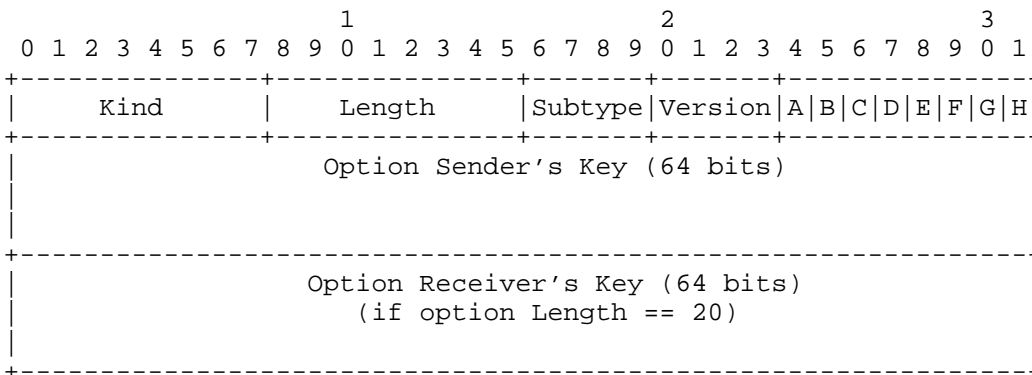 1 2 3
0 1 2 3 4 5 6 7 8 9 0 1 2 3 4 5 6 7 8 9 0 1 2 3 4 5 6 7 8 9 0 1
Kind | Length |Subtype|Version|A|B|C|D|E|F|G|H
Option Sender's Key (64 bits)
Option Receiver's Key (64 bits)
(if option Length == 20)